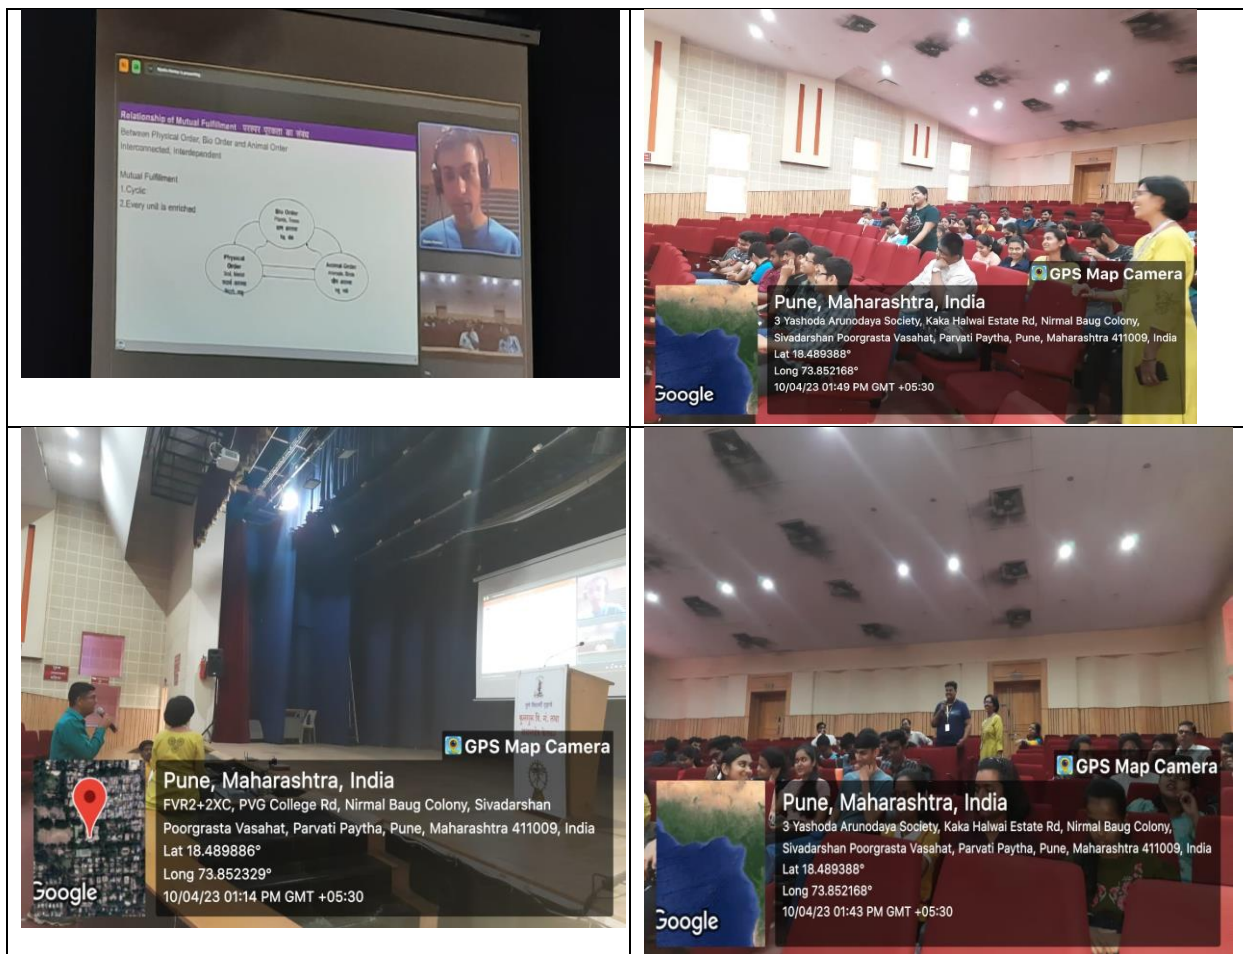 Relationship of Mutual Fulfillment - परस्पर-पूरकता का संबंध
Between Physical Order, Bio Order and Animal Order
Interconnected, Interdependent
Mutual Fulfillment
1.Cyclic
2.Every unit is enriched
Bio Order
Plants, Trees
Physical
Order
Animal Order
GPS Map Camera
Pune, Maharashtra, India
3 Yashoda Arunodaya Society, Kaka Halwai Estate Rd, Nirmal Baug Colony,
Sivadarshan Poorgrasta Vasahat, Parvati Paytha, Pune, Maharashtra 411009, India
Lat 18.489388°
Long 73.852168°
10/04/23 01:49 PM GMT +05:30
Google
GPS Map Camera
Pune, Maharashtra, India
FVR2+2XC, PVG College Rd, Nirmal Baug Colony, Sivadarshan
Poorgrasta Vasahat, Parvati Paytha, Pune, Maharashtra 411009, India
Lat 18.489886°
Long 73.852329°
10/04/23 01:14 PM GMT +05:30
Google
GPS Map Camera
Pune, Maharashtra, India
3 Yashoda Arunodaya Society, Kaka Halwai Estate Rd, Nirmal Baug Colony,
Sivadarshan Poorgrasta Vasahat, Parvati Paytha, Pune, Maharashtra 411009, India
Lat 18.489388°
Long 73.852168°
10/04/23 01:43 PM GMT +05:30
Google